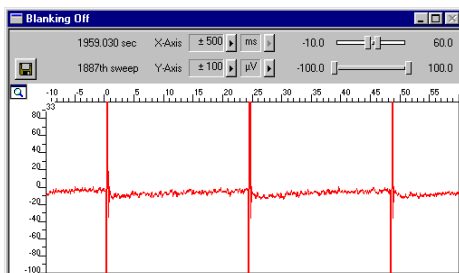 Blanking Off
1959.030 sec X-Axis ± 500 ms -10.0 60.0
1887th sweep Y-Axis ± 100 µV -100.0 100.0
-10 -5 0 5 10 15 20 25 30 35 40 45 50 55
33
80
60
40
20
0
-20
-40
-60
-80
-100